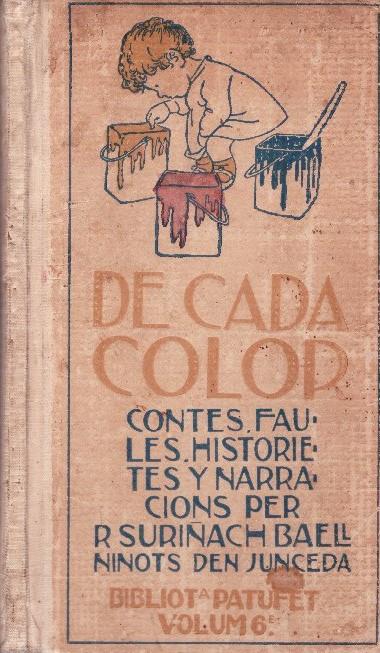 DE CADA
COLOR
CONTES, FAU-
LES, HISTORIE-
TES Y NARRA-
CIONS PER
R SURIÑACH BAELL
NINOTS DEN JUNCEDA
BIBLIOTA PATUFET
VOLUM 6È